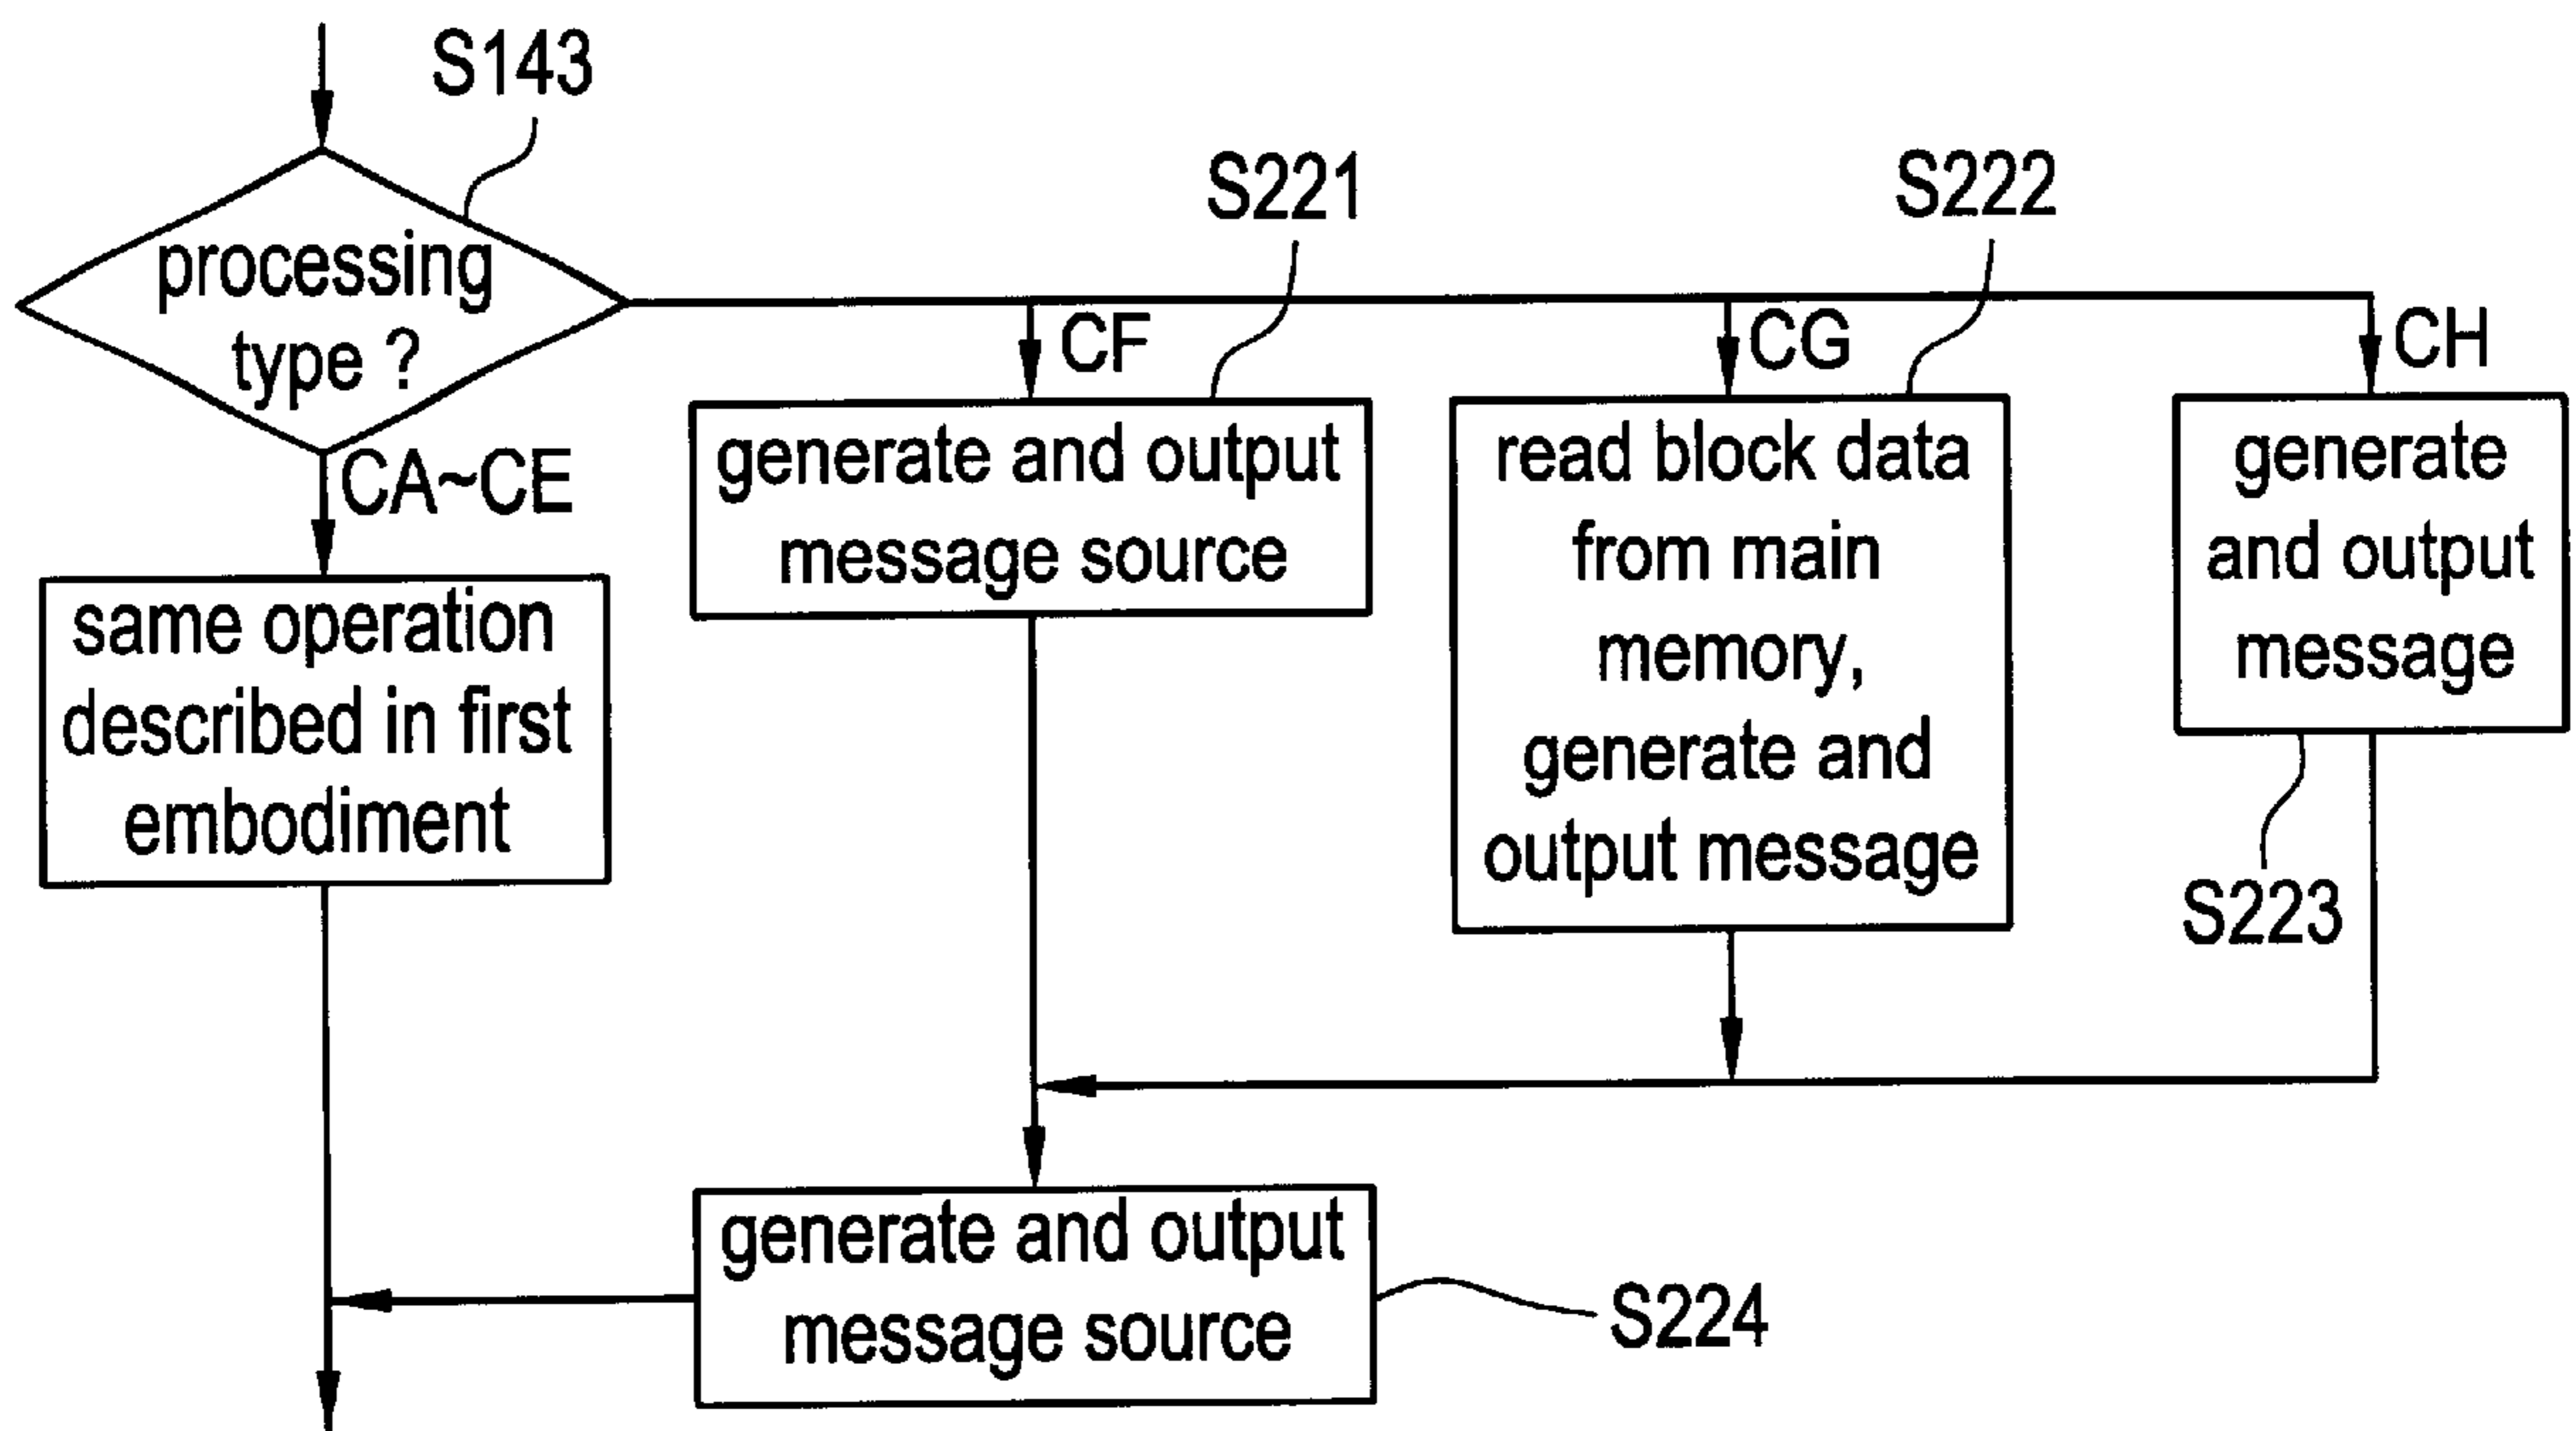 S143
processing
type ?
S221
S222
CF
CG
CH
CA~CE
generate and output
message source
read block data
from main
memory,
generate and
output message
generate
and output
message
same operation
described in first
embodiment
S223
generate and output
message source
S224